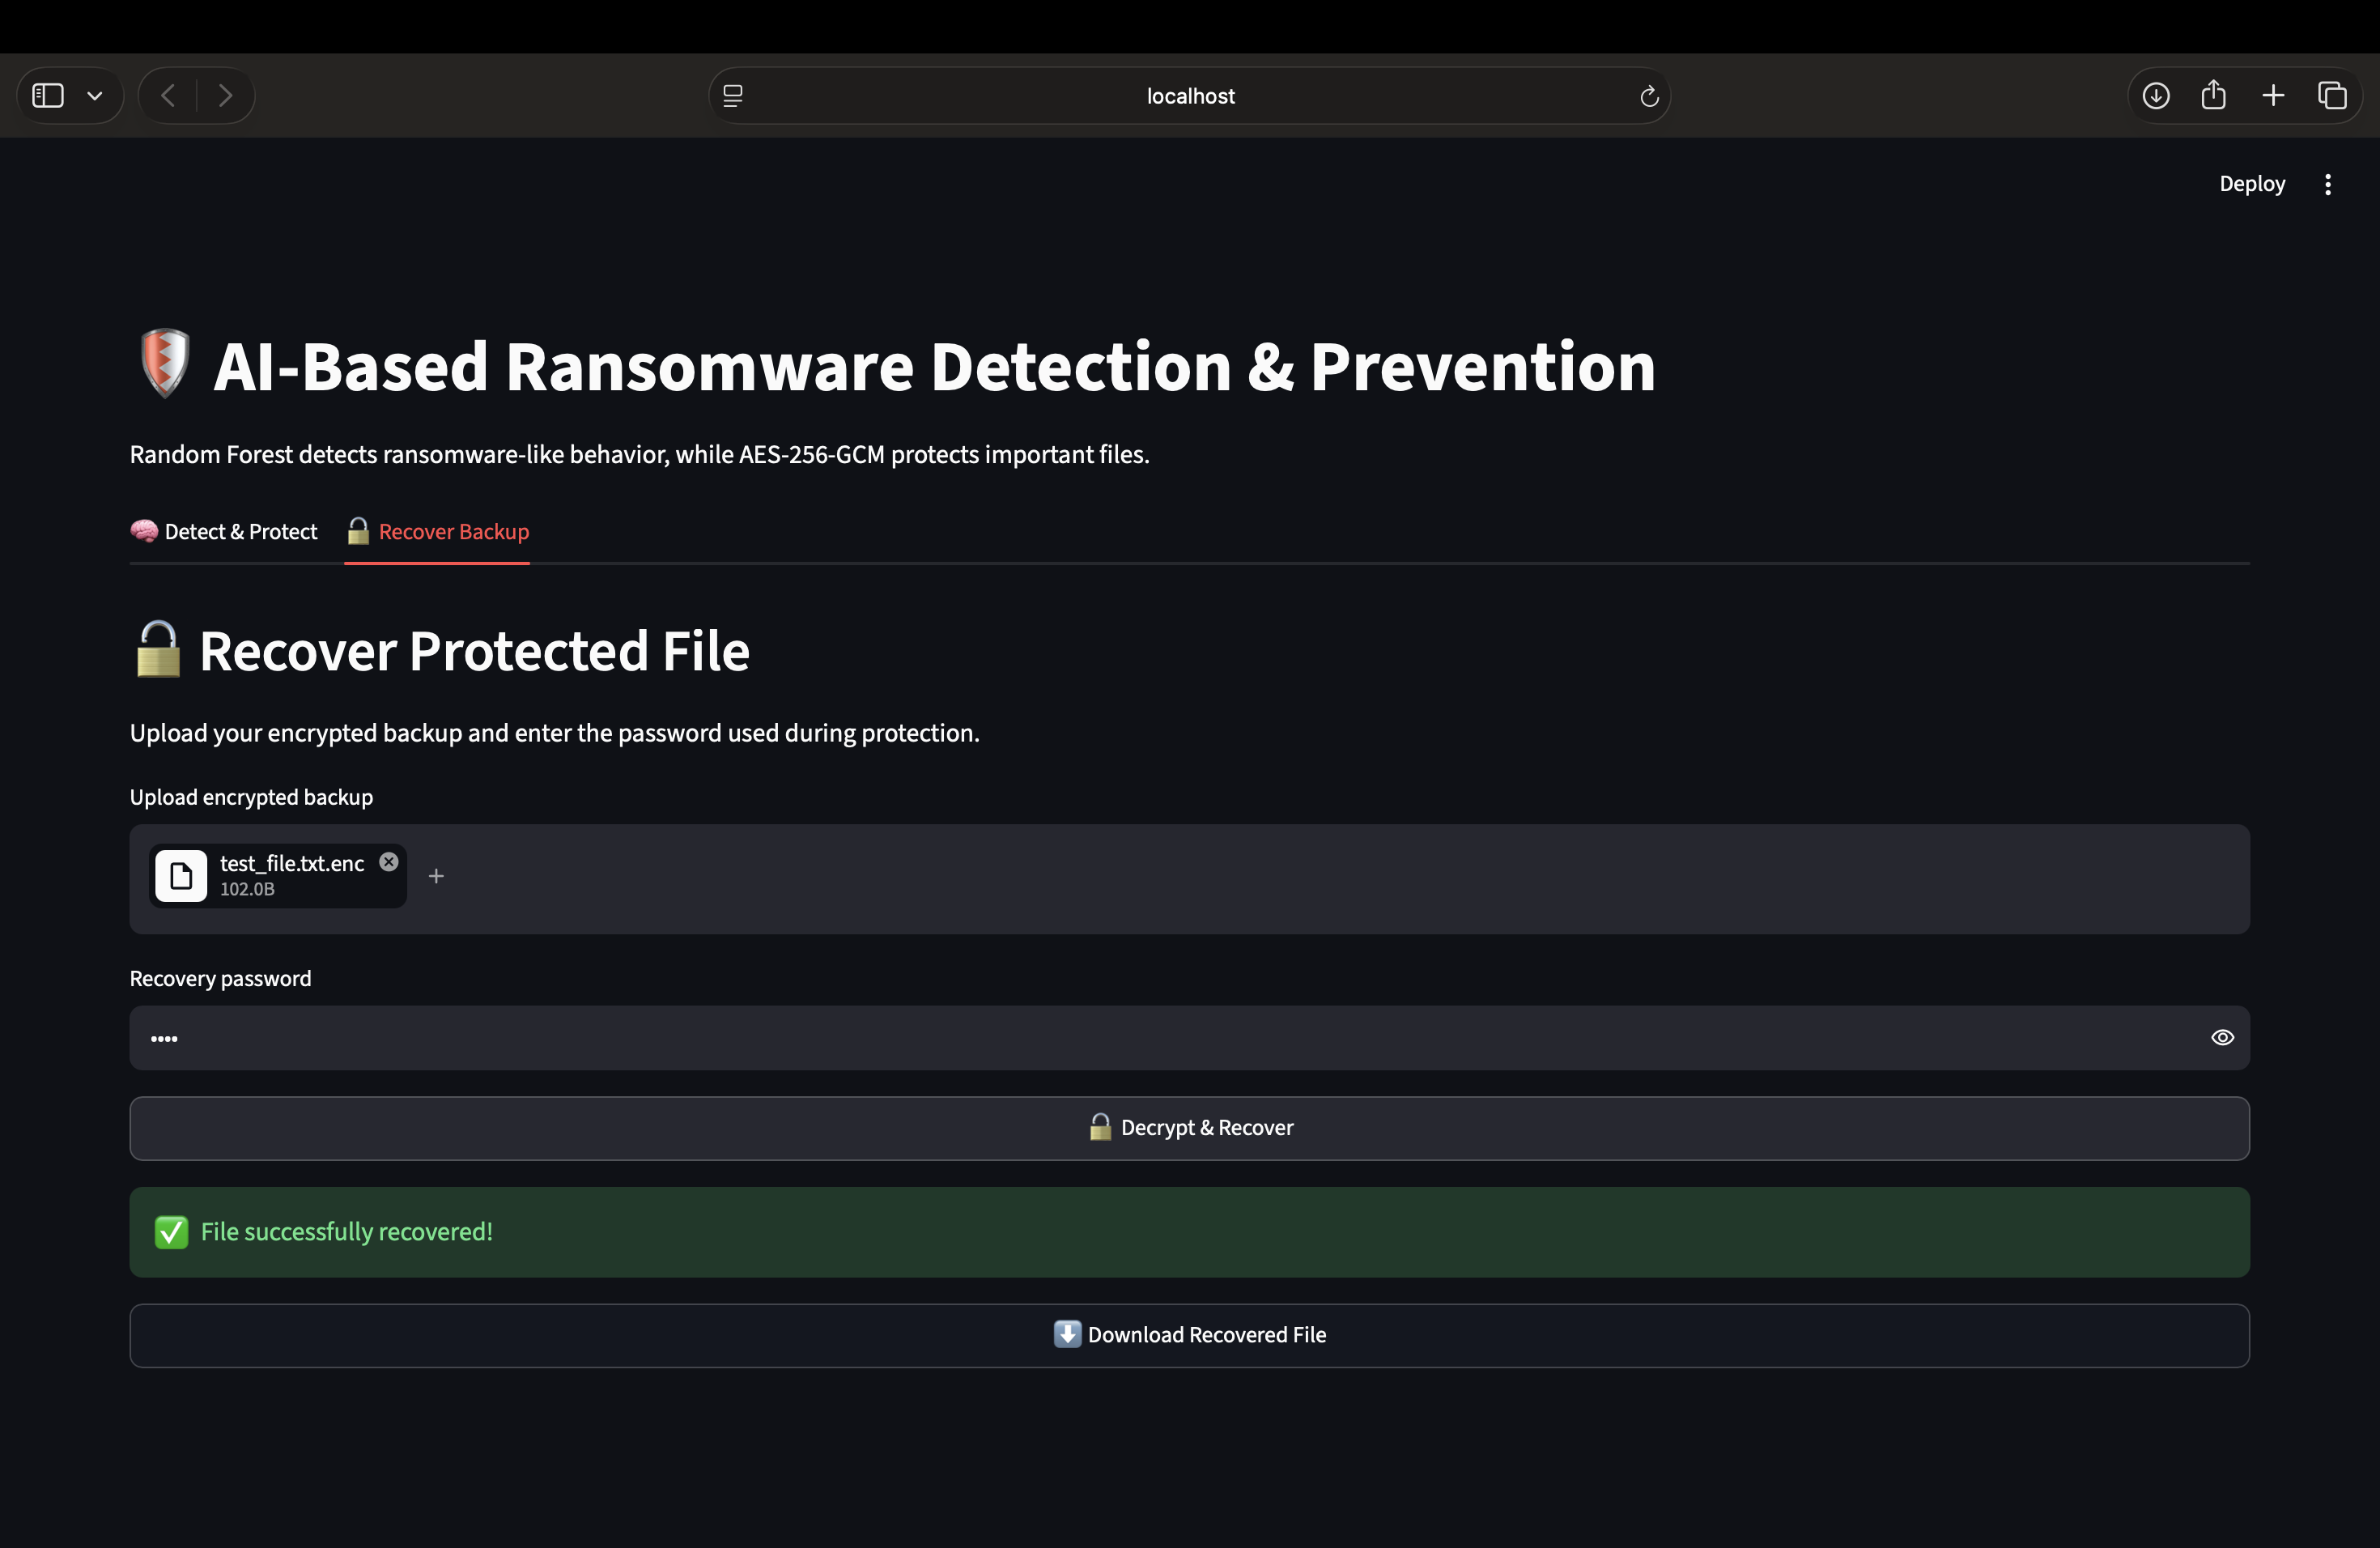 localhost
Deploy
AI-Based Ransomware Detection & Prevention
Random Forest detects ransomware-like behavior, while AES-256-GCM protects important files.
Detect & Protect Recover Backup
Recover Protected File
Upload your encrypted backup and enter the password used during protection.
Upload encrypted backup
test_file.txt.enc
102.0B
Recovery password
••••
Decrypt & Recover
File successfully recovered!
Download Recovered File